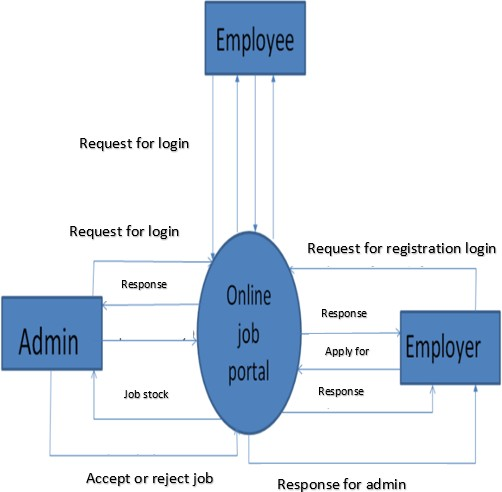 Employee
Request for login
Request for login
Request for registration login
Response
Online
job
portal
Response
Admin
Employer
Apply for
Job stock
Response
Accept or reject job
Response for admin